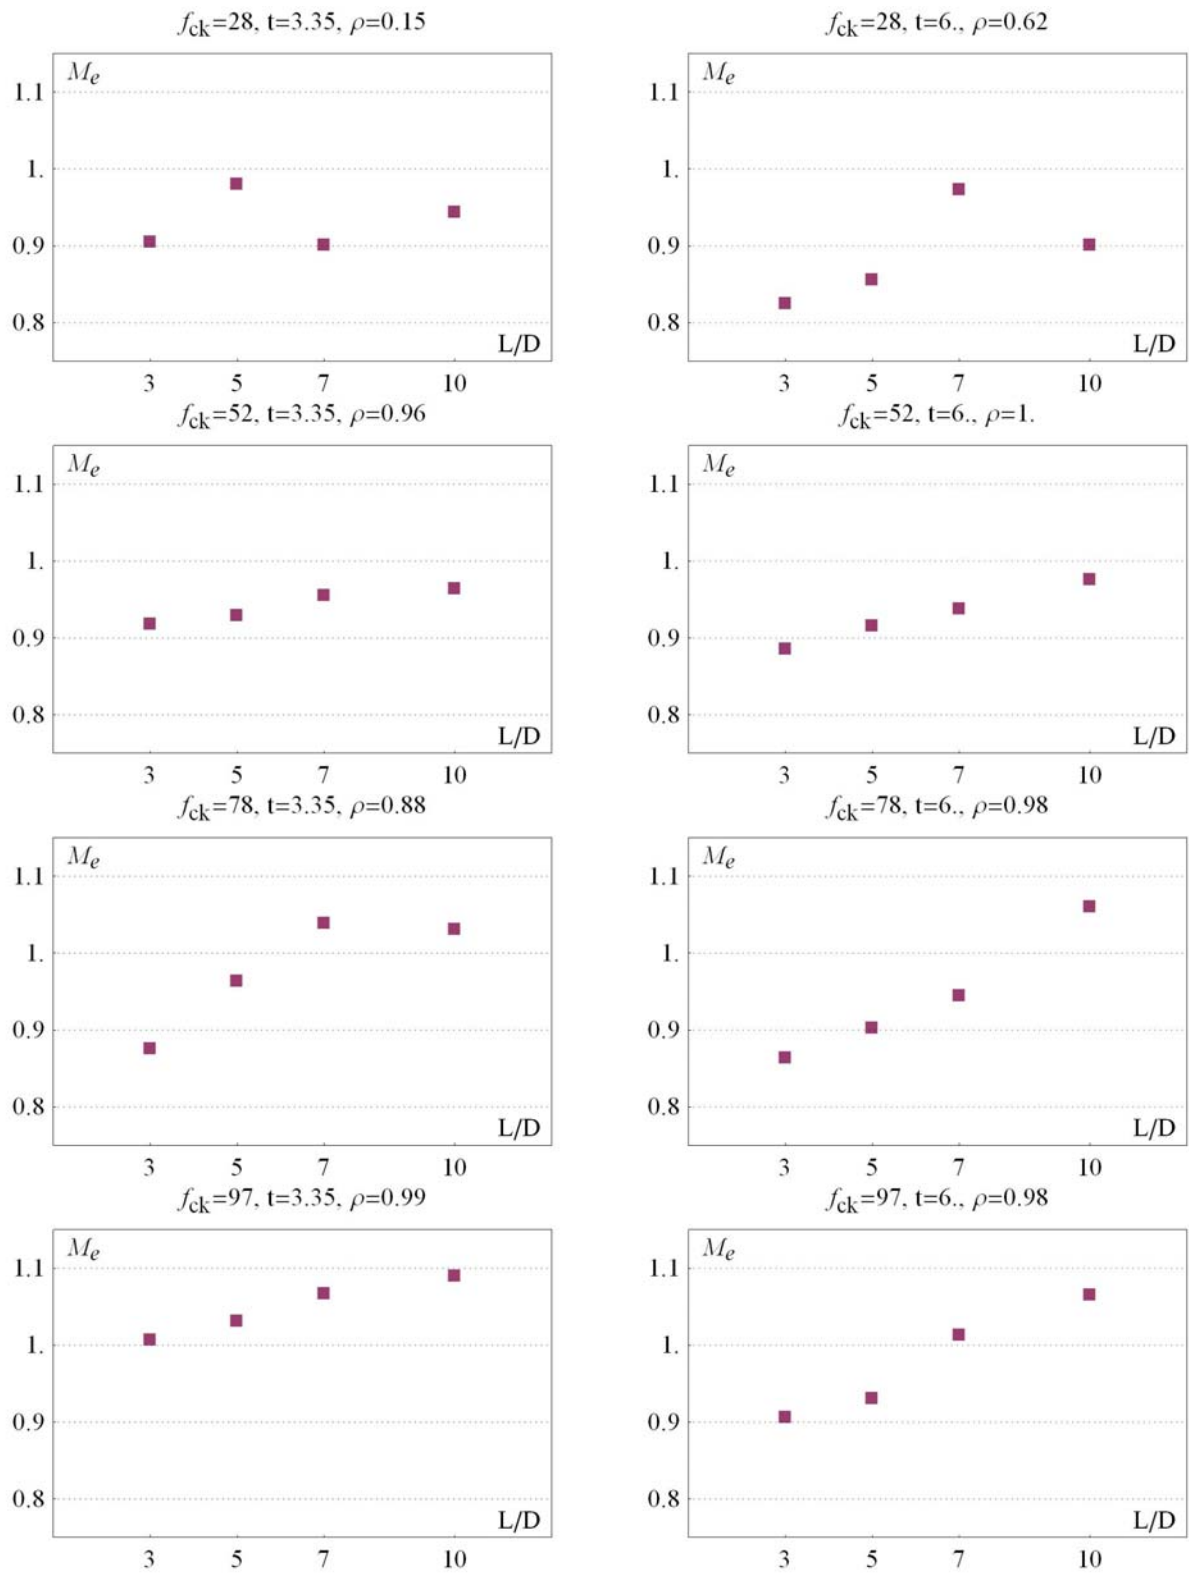 fck=28, t=3.35, ρ=0.15
Me
1.1
1.
0.9
0.8
L/D
3 5 7 10
fck=28, t=6., ρ=0.62
Me
1.1
1.
0.9
0.8
L/D
3 5 7 10
fck=52, t=3.35, ρ=0.96
Me
1.1
1.
0.9
0.8
L/D
3 5 7 10
fck=52, t=6., ρ=1.
Me
1.1
1.
0.9
0.8
L/D
3 5 7 10
fck=78, t=3.35, ρ=0.88
Me
1.1
1.
0.9
0.8
L/D
3 5 7 10
fck=78, t=6., ρ=0.98
Me
1.1
1.
0.9
0.8
L/D
3 5 7 10
fck=97, t=3.35, ρ=0.99
Me
1.1
1.
0.9
0.8
L/D
3 5 7 10
fck=97, t=6., ρ=0.98
Me
1.1
1.
0.9
0.8
L/D
3 5 7 10